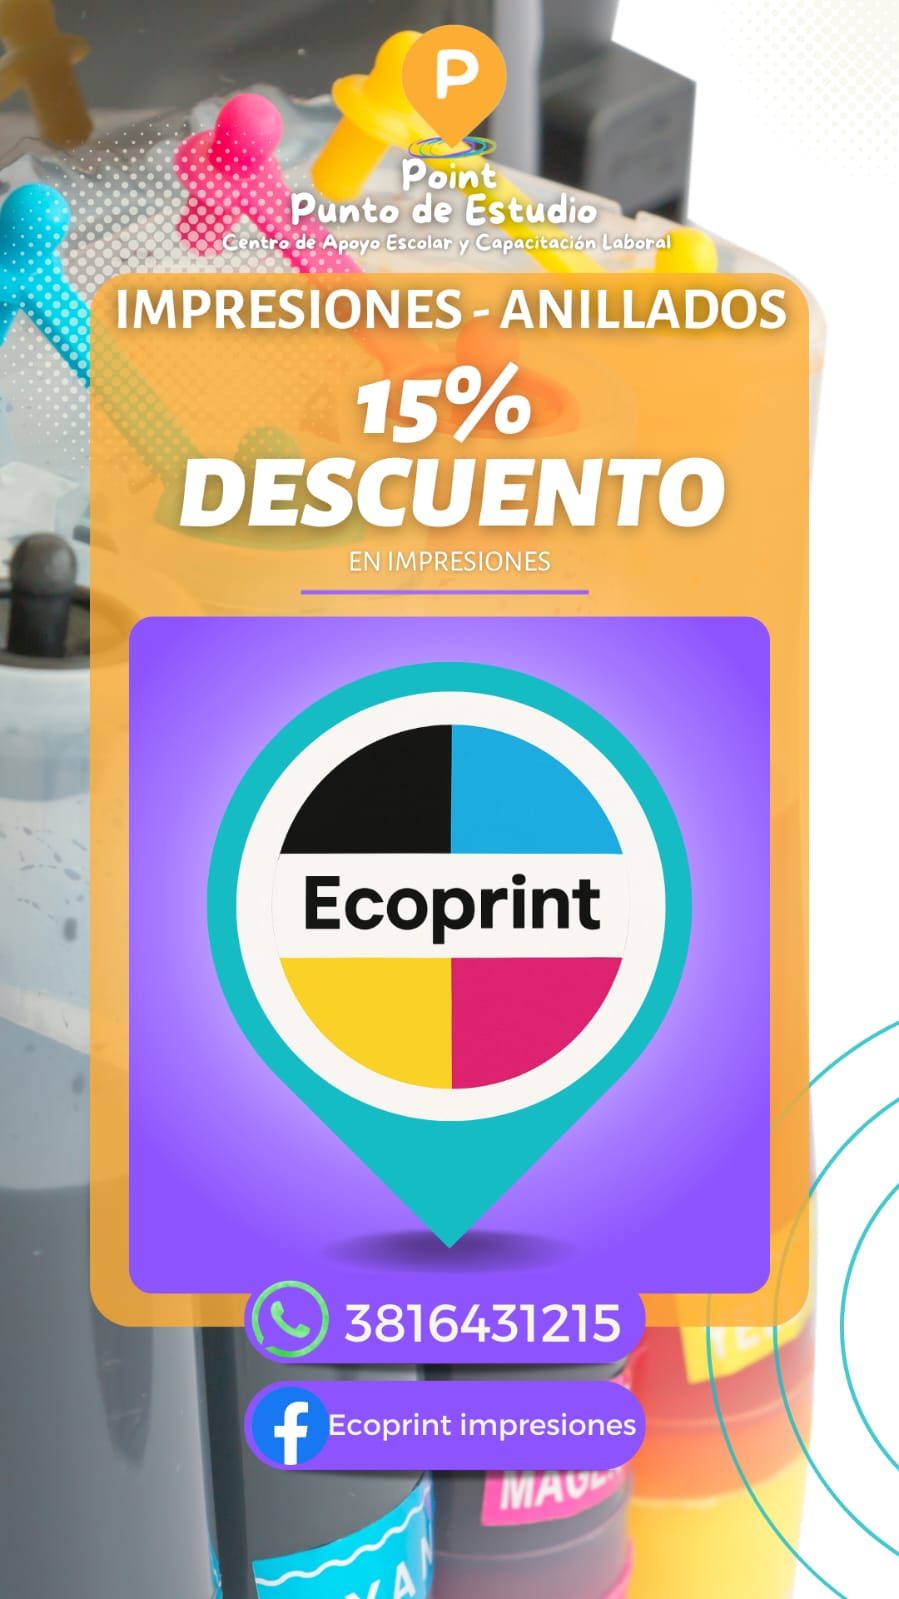 P
Point
Punto de Estudio
Centro de Apoyo Escolar y Capacitación Laboral
IMPRESIONES - ANILLADOS
15%
DESCUENTO
EN IMPRESIONES
Ecoprint
3816431215
Ecoprint impresiones